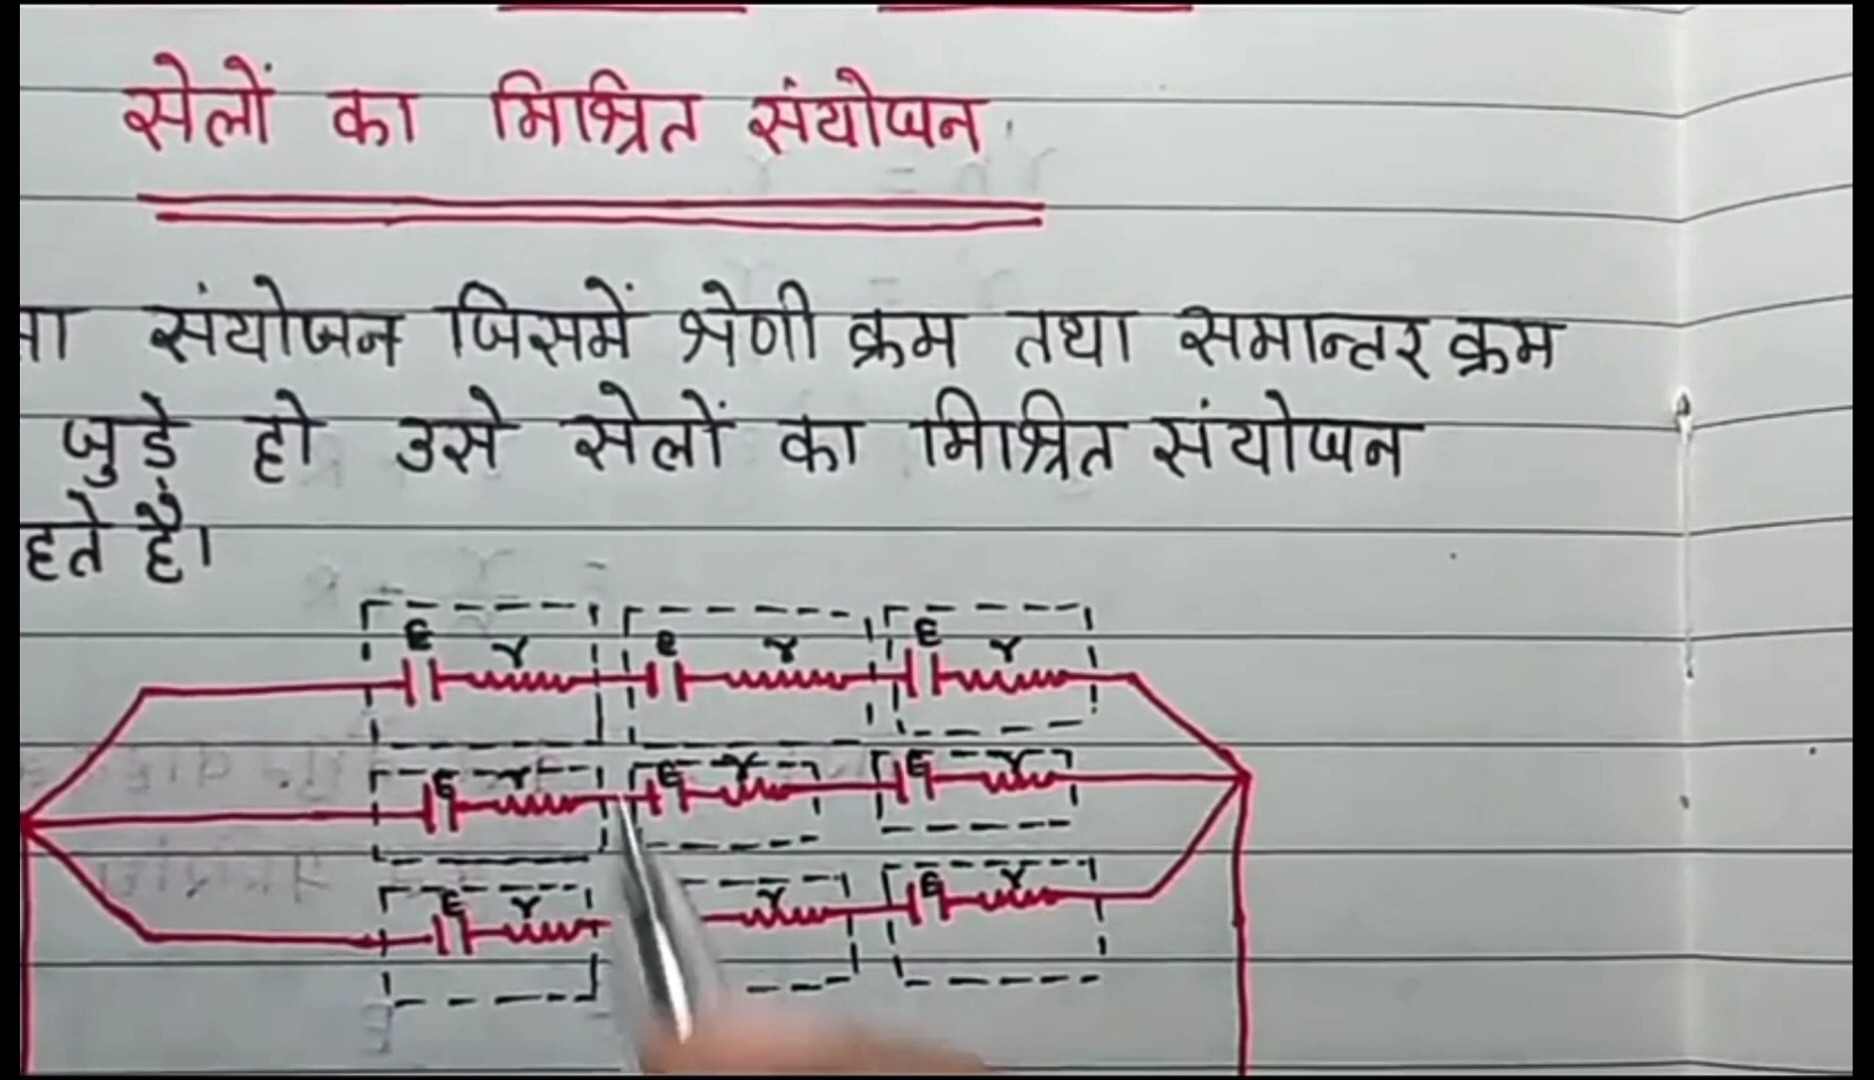 सेलों का मिश्रित संयोजन
संयोजन जिसमें श्रेणी क्रम तथा समान्तर क्रम
जुड़े हो उसे सेलों का मिश्रित संयोजन
हते हैं।
E r E r E r
E r E r E r
E r r E r